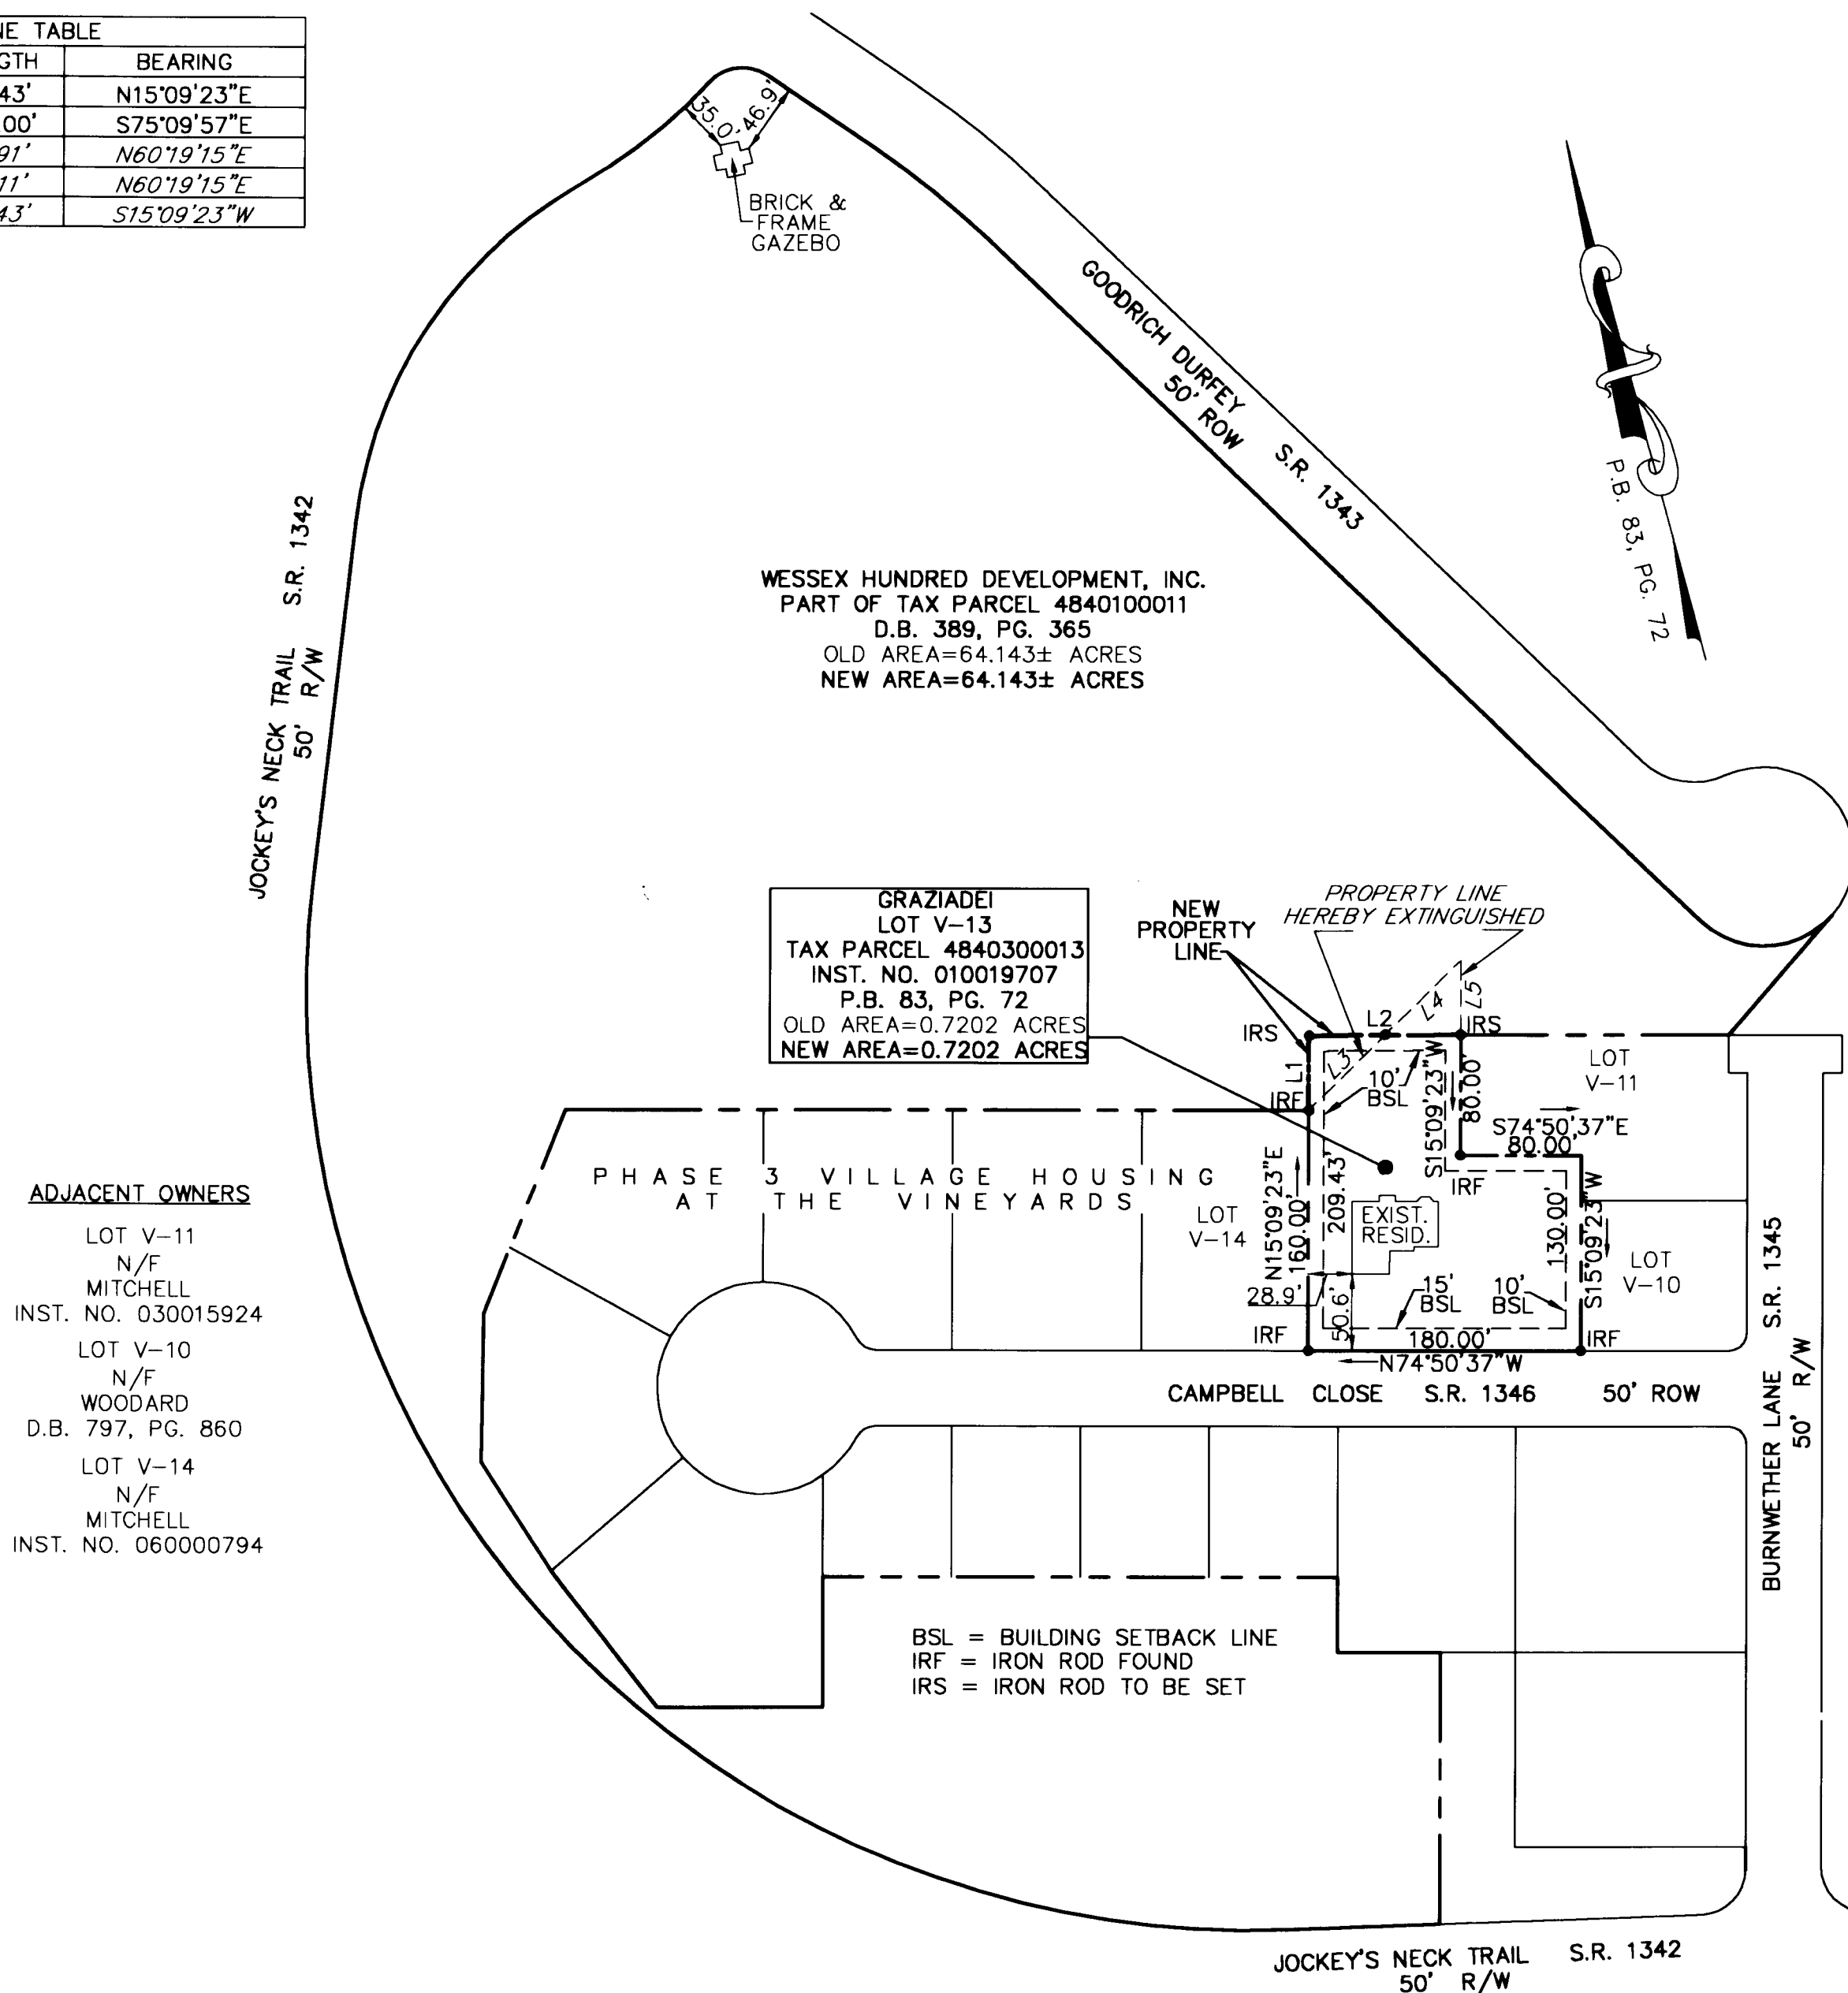 NE TABLE
GTH BEARING
43' N15°09'23"E
.00' S75°09'57"E
91' N60°19'15"E
11' N60°19'15"E
43' S15°09'23"W
35.0'
46.9'
BRICK &
FRAME
GAZEBO
GOODRICH DURFEY S.R. 1343
50' ROW
P.B. 83, PG. 72
JOCKEY'S NECK TRAIL S.R. 1342
50' R/W
WESSEX HUNDRED DEVELOPMENT, INC.
PART OF TAX PARCEL 4840100011
D.B. 389, PG. 365
OLD AREA=64.143± ACRES
NEW AREA=64.143± ACRES
GRAZIADEI
LOT V-13
TAX PARCEL 4840300013
INST. NO. 010019707
P.B. 83, PG. 72
OLD AREA=0.7202 ACRES
NEW AREA=0.7202 ACRES
NEW
PROPERTY
LINE
PROPERTY LINE
HEREBY EXTINGUISHED
L4
L5
IRS
L2
IRS
L1
L3
10'
BSL
IRF
S15°09'23"W
80.00'
LOT
V-11
S74°50'37"E
80.00'
IRF
PHASE 3 VILLAGE HOUSING
AT THE VINEYARDS
LOT
V-14
N15°09'23"E
160.00'
209.43'
EXIST.
RESID.
130.00'
S15°09'23"W
LOT
V-10
28.9'
50.6'
15'
BSL
10'
BSL
IRF
180.00'
IRF
N74°50'37"W
CAMPBELL CLOSE S.R. 1346 50' ROW
BURNWETHER LANE S.R. 1345
50' R/W
ADJACENT OWNERS
LOT V-11
N/F
MITCHELL
INST. NO. 030015924
LOT V-10
N/F
WOODARD
D.B. 797, PG. 860
LOT V-14
N/F
MITCHELL
INST. NO. 060000794
BSL = BUILDING SETBACK LINE
IRF = IRON ROD FOUND
IRS = IRON ROD TO BE SET
JOCKEY'S NECK TRAIL S.R. 1342
50' R/W